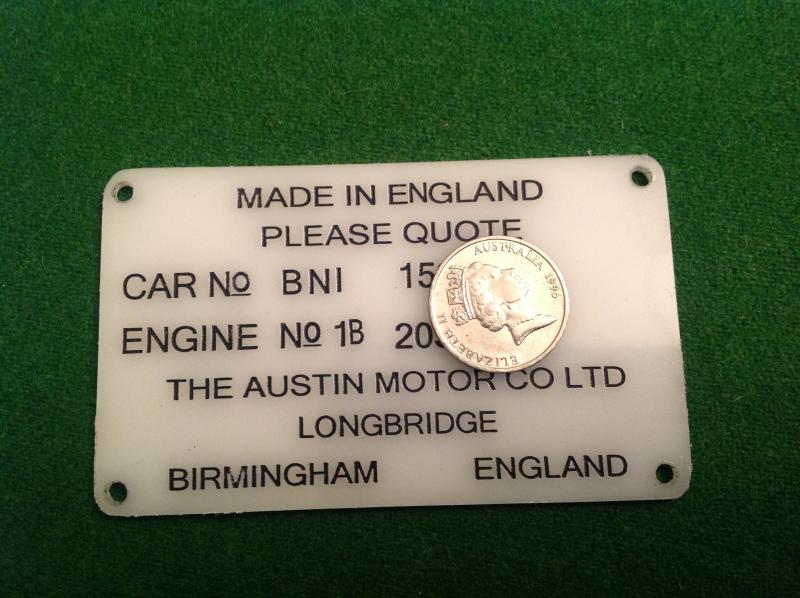 MADE IN ENGLAND
PLEASE QUOTE
CAR No BNI 15
ENGINE No 1B 20
THE AUSTIN MOTOR CO LTD
LONGBRIDGE
BIRMINGHAM ENGLAND
ELIZABETH II AUSTRALIA 1996